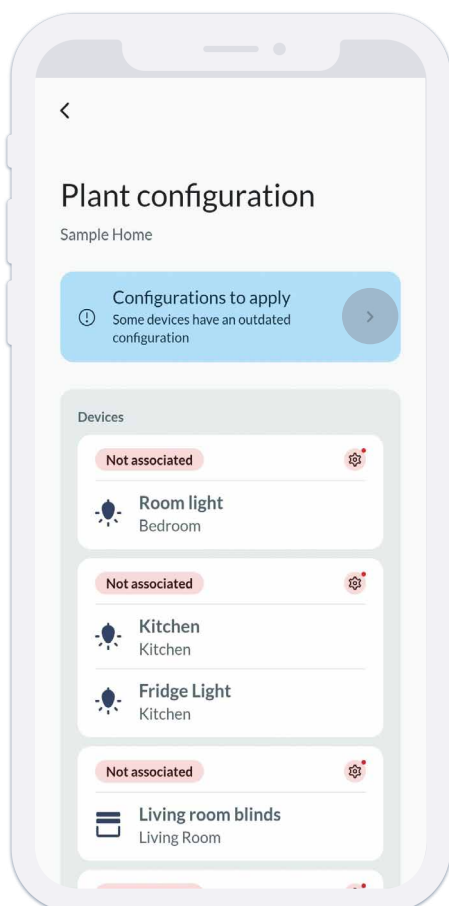 Plant configuration
Sample Home
Configurations to apply
Some devices have an outdated
configuration
Devices
Not associated
Room light
Bedroom
Not associated
Kitchen
Kitchen
Fridge Light
Kitchen
Not associated
Living room blinds
Living Room